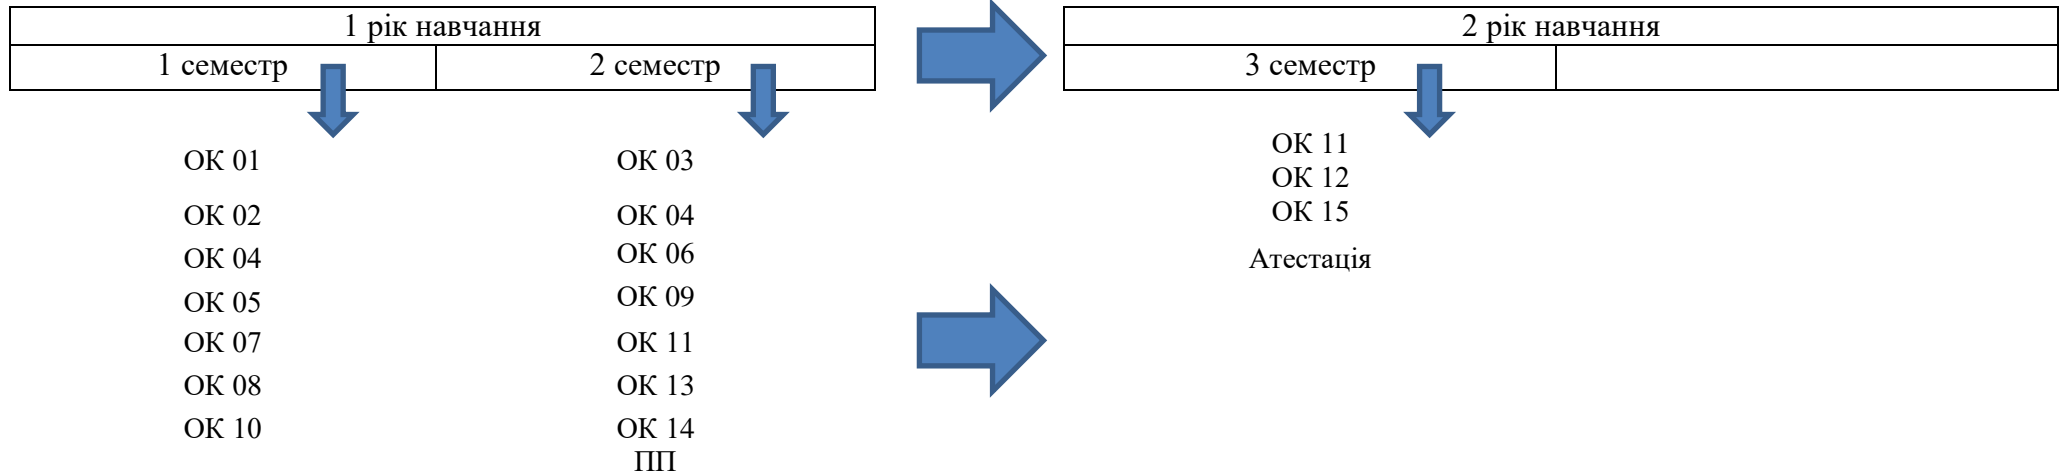 1 рік навчання
1 семестр
2 семестр
ОК 01
ОК 02
ОК 04
ОК 05
ОК 07
ОК 08
ОК 10
ОК 03
ОК 04
ОК 06
ОК 09
ОК 11
ОК 13
ОК 14
ПП
2 рік навчання
3 семестр
ОК 11
ОК 12
ОК 15
Атестація